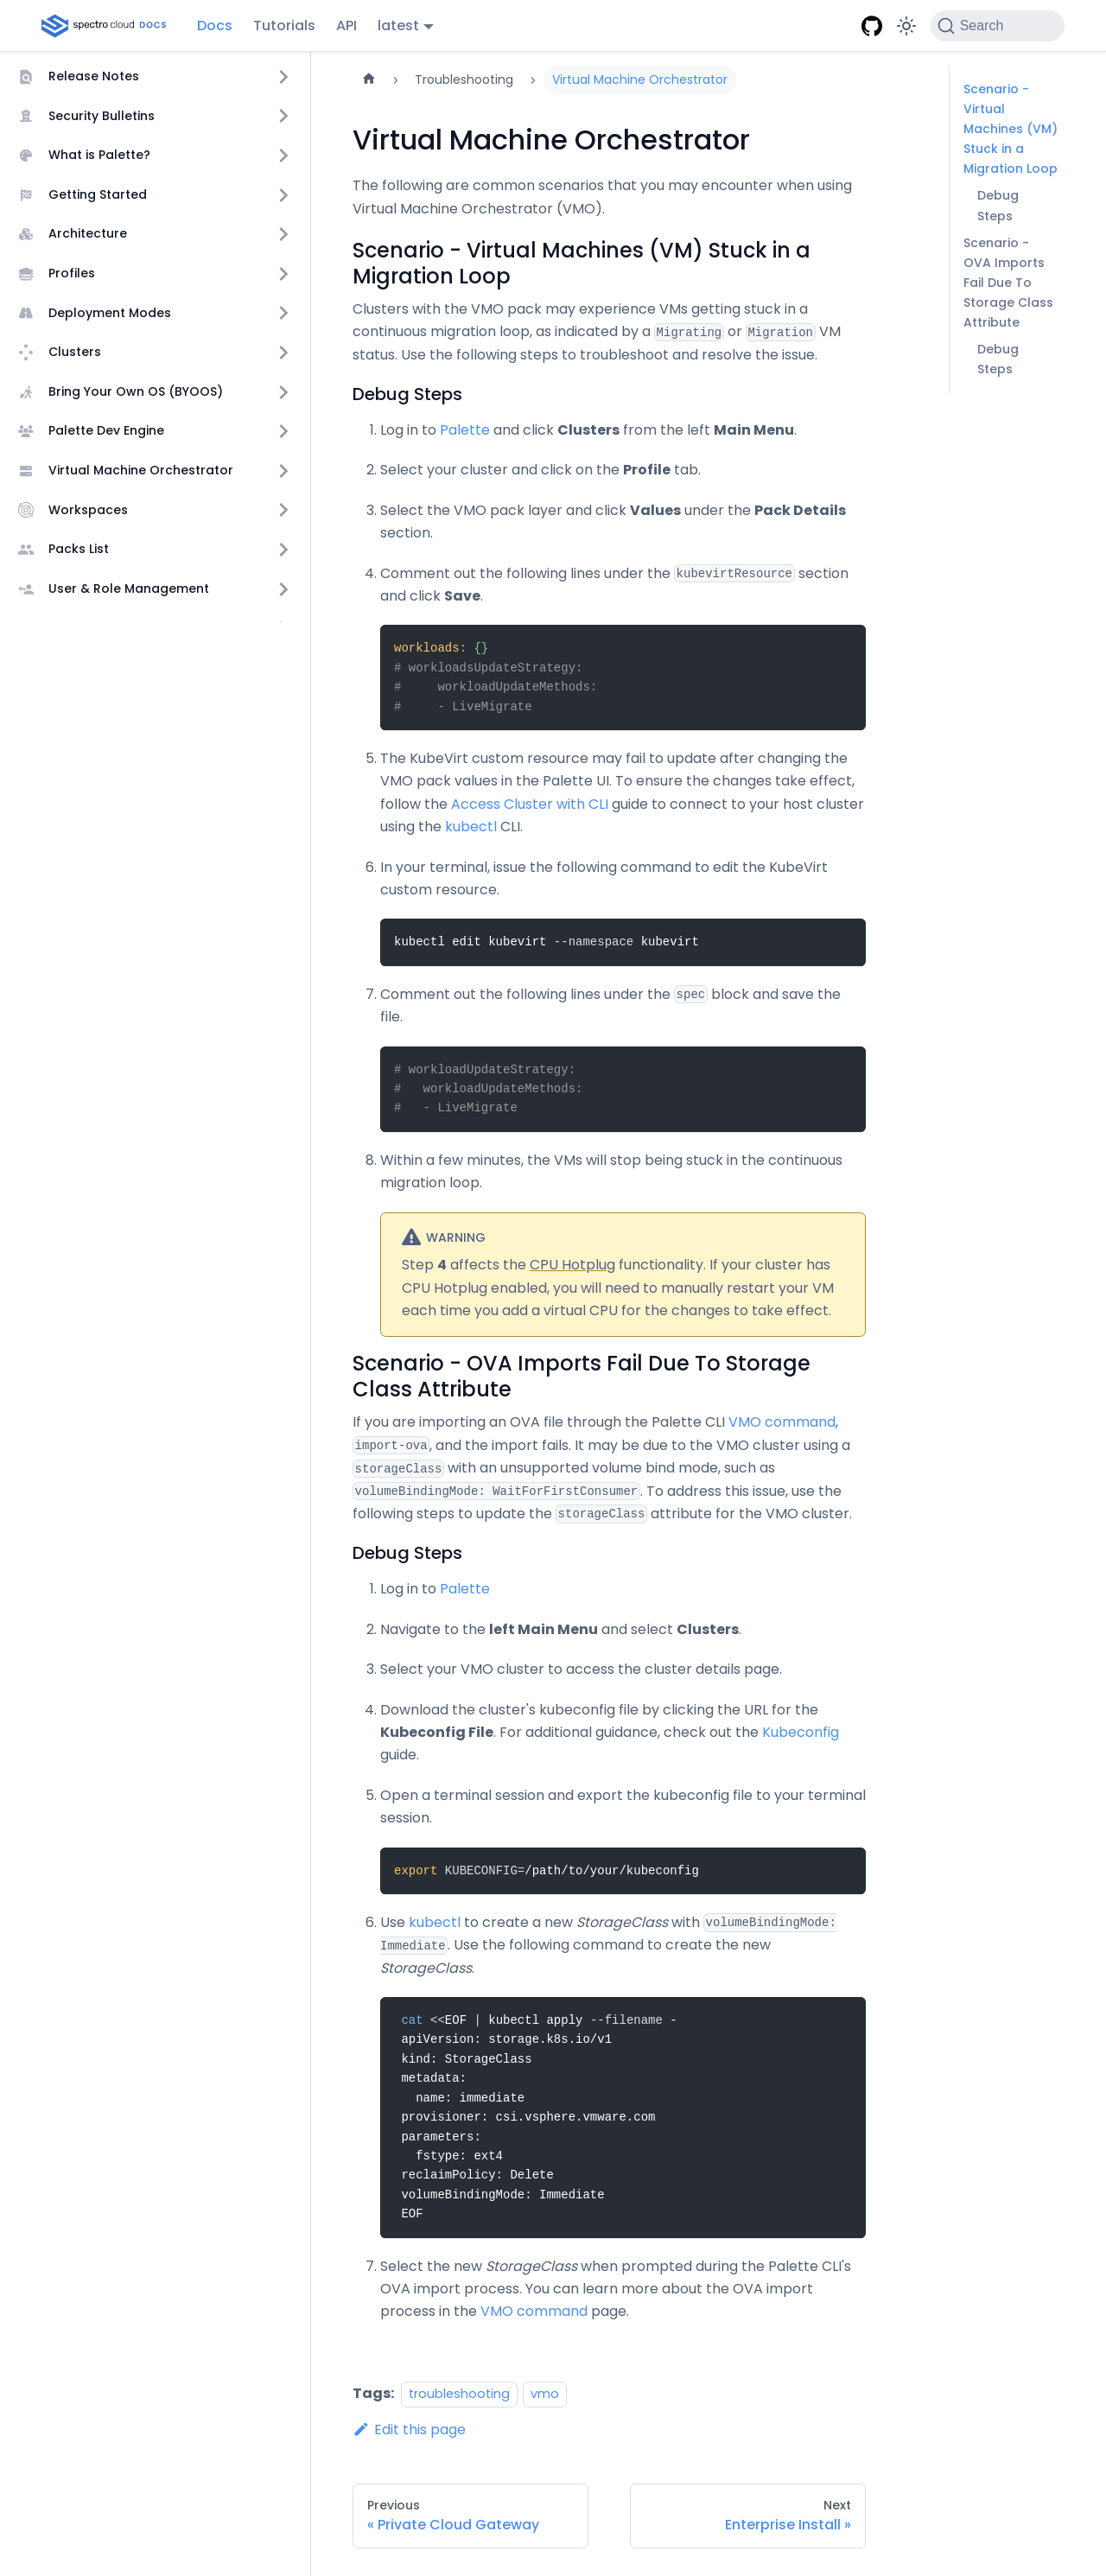 spectro cloud DOCS
Docs
Tutorials
API
latest
Search
Release Notes
Security Bulletins
What is Palette?
Getting Started
Architecture
Profiles
Deployment Modes
Clusters
Bring Your Own OS (BYOOS)
Palette Dev Engine
Virtual Machine Orchestrator
Workspaces
Packs List
User & Role Management
Troubleshooting
Virtual Machine Orchestrator
Virtual Machine Orchestrator
The following are common scenarios that you may encounter when using
Virtual Machine Orchestrator (VMO).
Scenario - Virtual Machines (VM) Stuck in a
Migration Loop
Clusters with the VMO pack may experience VMs getting stuck in a
continuous migration loop, as indicated by a Migrating or Migration VM
status. Use the following steps to troubleshoot and resolve the issue.
Debug Steps
1. Log in to Palette and click Clusters from the left Main Menu.
2. Select your cluster and click on the Profile tab.
3. Select the VMO pack layer and click Values under the Pack Details
section.
4. Comment out the following lines under the kubevirtResource section
and click Save.
workloads: {}
# workloadsUpdateStrategy:
#     workloadUpdateMethods:
#     - LiveMigrate
5. The KubeVirt custom resource may fail to update after changing the
VMO pack values in the Palette UI. To ensure the changes take effect,
follow the Access Cluster with CLI guide to connect to your host cluster
using the kubectl CLI.
6. In your terminal, issue the following command to edit the KubeVirt
custom resource.
kubectl edit kubevirt --namespace kubevirt
7. Comment out the following lines under the spec block and save the
file.
# workloadUpdateStrategy:
#   workloadUpdateMethods:
#   - LiveMigrate
8. Within a few minutes, the VMs will stop being stuck in the continuous
migration loop.
WARNING
Step 4 affects the CPU Hotplug functionality. If your cluster has
CPU Hotplug enabled, you will need to manually restart your VM
each time you add a virtual CPU for the changes to take effect.
Scenario - OVA Imports Fail Due To Storage
Class Attribute
If you are importing an OVA file through the Palette CLI VMO command,
import-ova, and the import fails. It may be due to the VMO cluster using a
storageClass with an unsupported volume bind mode, such as
volumeBindingMode: WaitForFirstConsumer. To address this issue, use the
following steps to update the storageClass attribute for the VMO cluster.
Debug Steps
1. Log in to Palette
2. Navigate to the left Main Menu and select Clusters.
3. Select your VMO cluster to access the cluster details page.
4. Download the cluster's kubeconfig file by clicking the URL for the
Kubeconfig File. For additional guidance, check out the Kubeconfig
guide.
5. Open a terminal session and export the kubeconfig file to your terminal
session.
export KUBECONFIG=/path/to/your/kubeconfig
6. Use kubectl to create a new StorageClass with volumeBindingMode:
Immediate. Use the following command to create the new
StorageClass.
cat <<EOF | kubectl apply --filename -
apiVersion: storage.k8s.io/v1
kind: StorageClass
metadata:
  name: immediate
provisioner: csi.vsphere.vmware.com
parameters:
  fstype: ext4
reclaimPolicy: Delete
volumeBindingMode: Immediate
EOF
7. Select the new StorageClass when prompted during the Palette CLI's
OVA import process. You can learn more about the OVA import
process in the VMO command page.
Tags: troubleshooting vmo
Edit this page
Previous
« Private Cloud Gateway
Next
Enterprise Install »
Scenario -
Virtual
Machines (VM)
Stuck in a
Migration Loop
Debug
Steps
Scenario -
OVA Imports
Fail Due To
Storage Class
Attribute
Debug
Steps